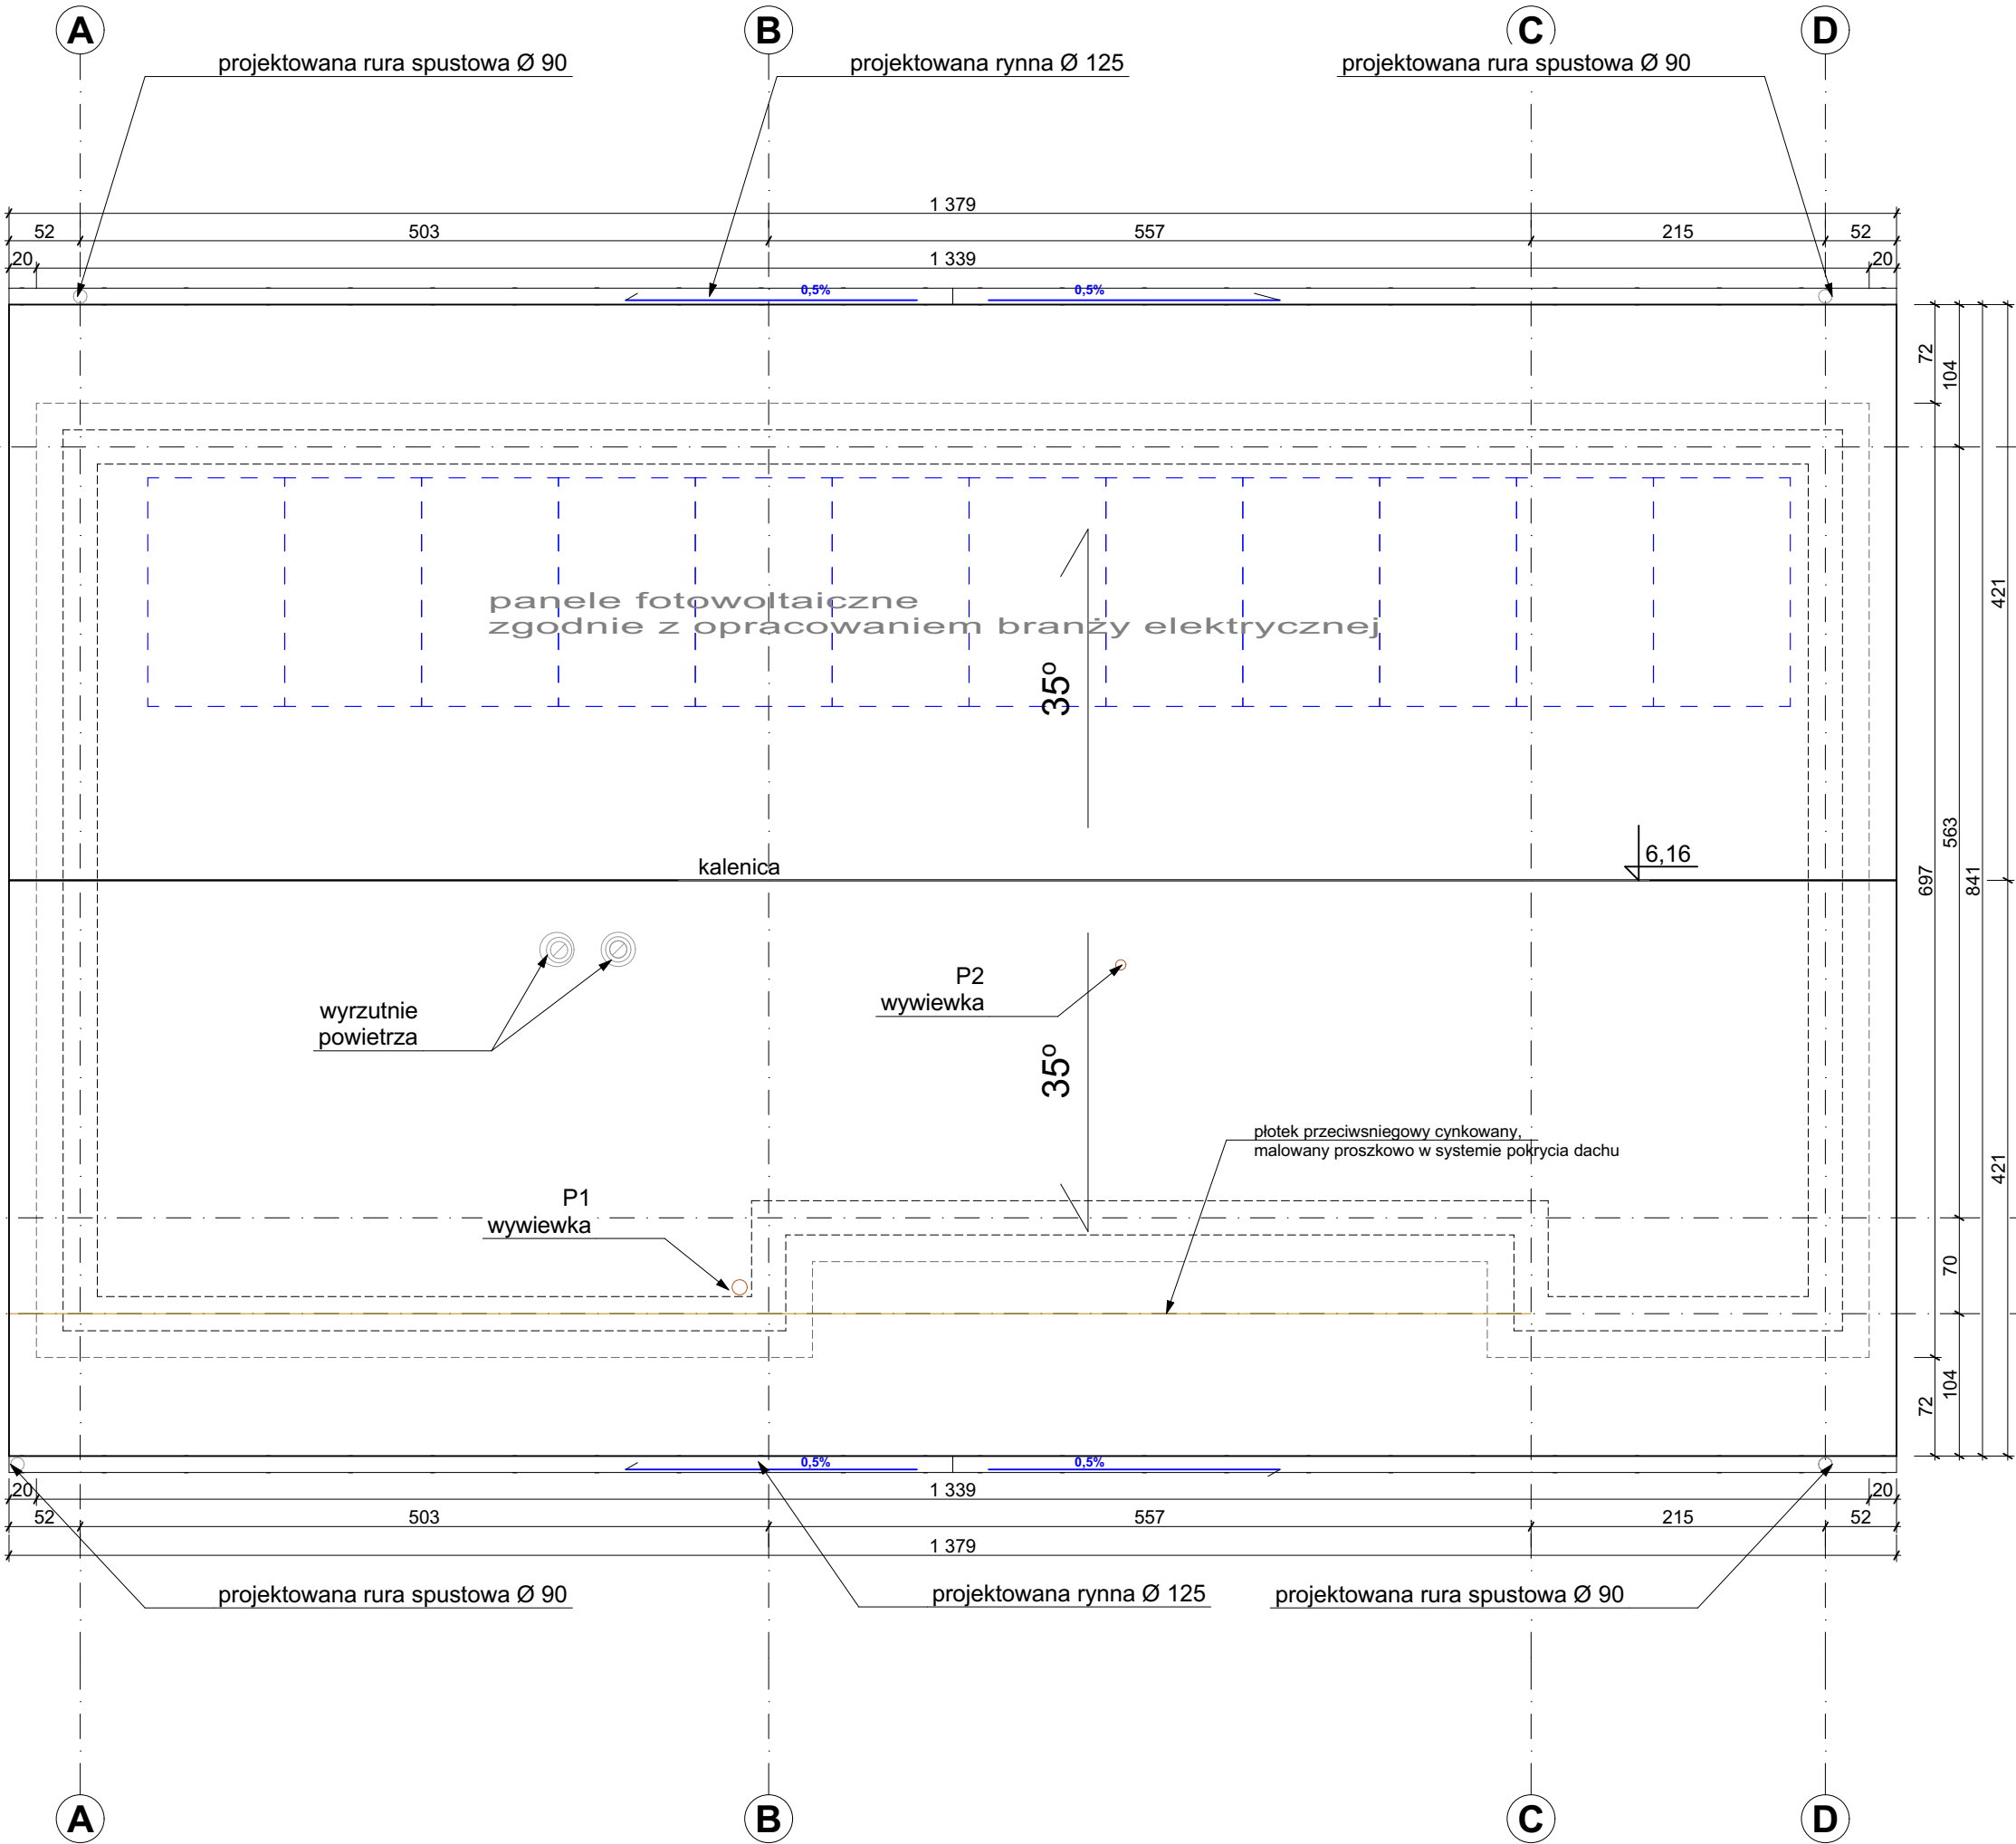 A B C D
projektowana rura spustowa Ø 90
projektowana rynna Ø 125
projektowana rura spustowa Ø 90
1 379
52 503 557 215 52
20 1 339 20
0,5% 0,5%
72
104
421
panele fotowoltaiczne
zgodnie z opracowaniem branży elektrycznej
35º
kalenica
6,16
697
563
841
P2
wywiewka
wyrzutnie
powietrza
35º
płotek przeciwsniegowy cynkowany,
malowany proszkowo w systemie pokrycia dachu
421
P1
wywiewka
70
72
104
0,5% 0,5%
20 1 339 20
52 503 557 215 52
1 379
projektowana rura spustowa Ø 90
projektowana rynna Ø 125
projektowana rura spustowa Ø 90
A B C D